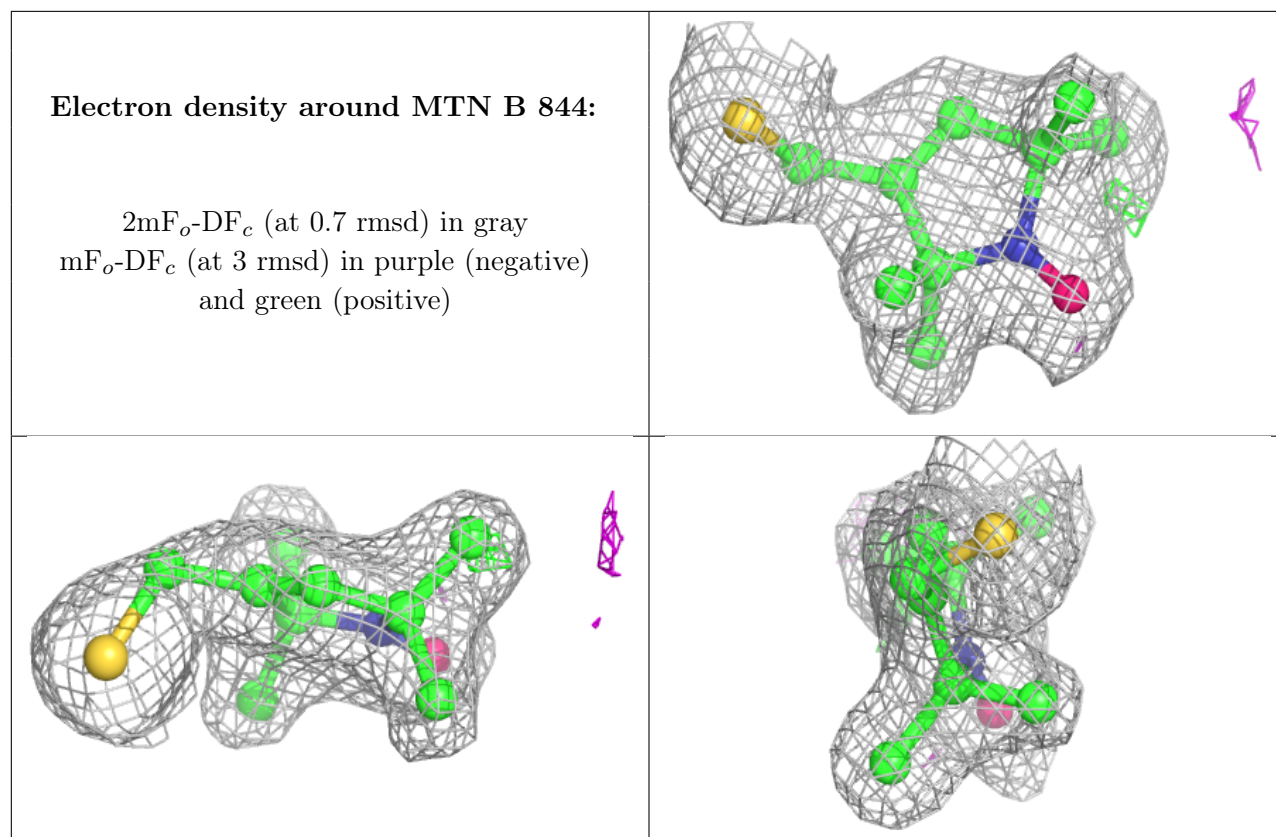 Electron density around MTN B 844:
2mFo-DFc (at 0.7 rmsd) in gray
mFo-DFc (at 3 rmsd) in purple (negative)
and green (positive)